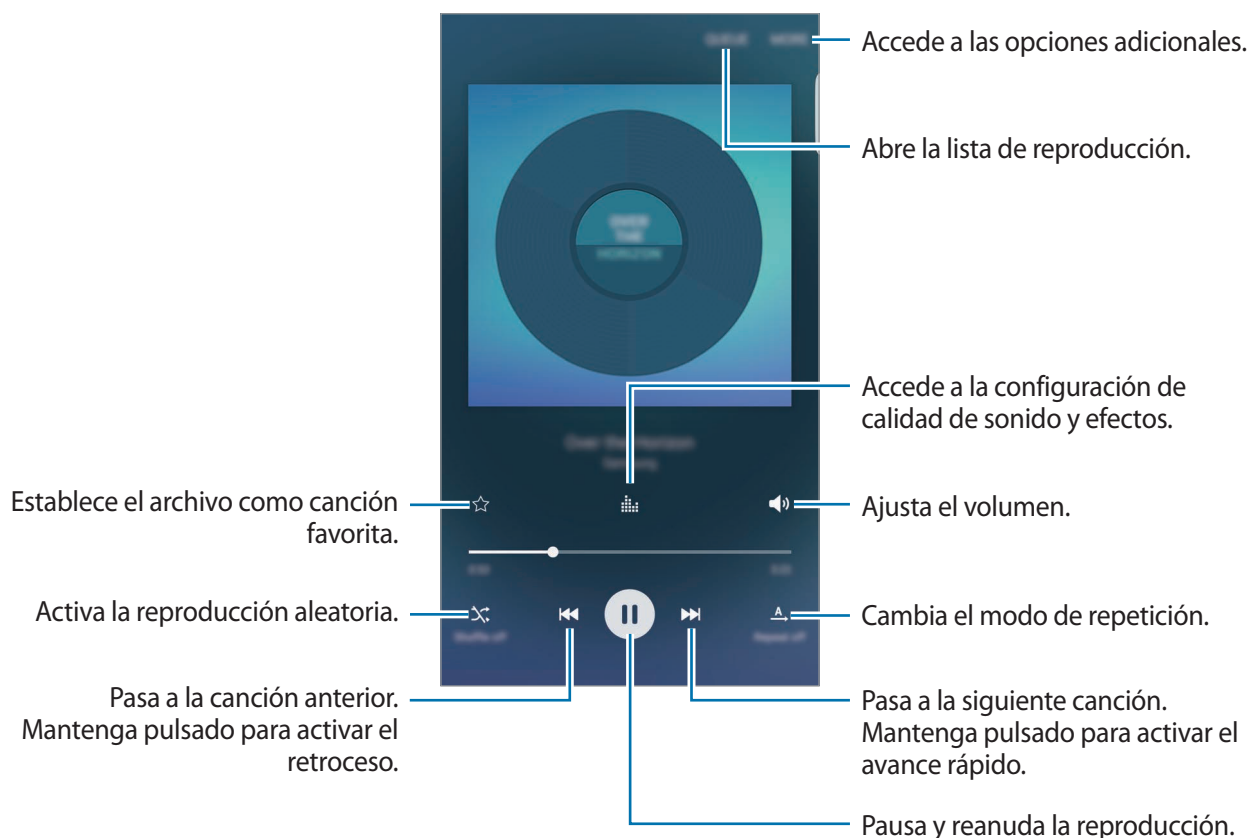 QUEUE MORE
Accede a las opciones adicionales.
Abre la lista de reproducción.
OVER
THE
HORIZON
Accede a la configuración de
calidad de sonido y efectos.
Over the Horizon
Samsung
Establece el archivo como canción
favorita.
Ajusta el volumen.
Activa la reproducción aleatoria.
A
Cambia el modo de repetición.
Shuffle off
Repeat off
Pasa a la canción anterior.
Mantenga pulsado para activar el
retroceso.
Pasa a la siguiente canción.
Mantenga pulsado para activar el
avance rápido.
Pausa y reanuda la reproducción.